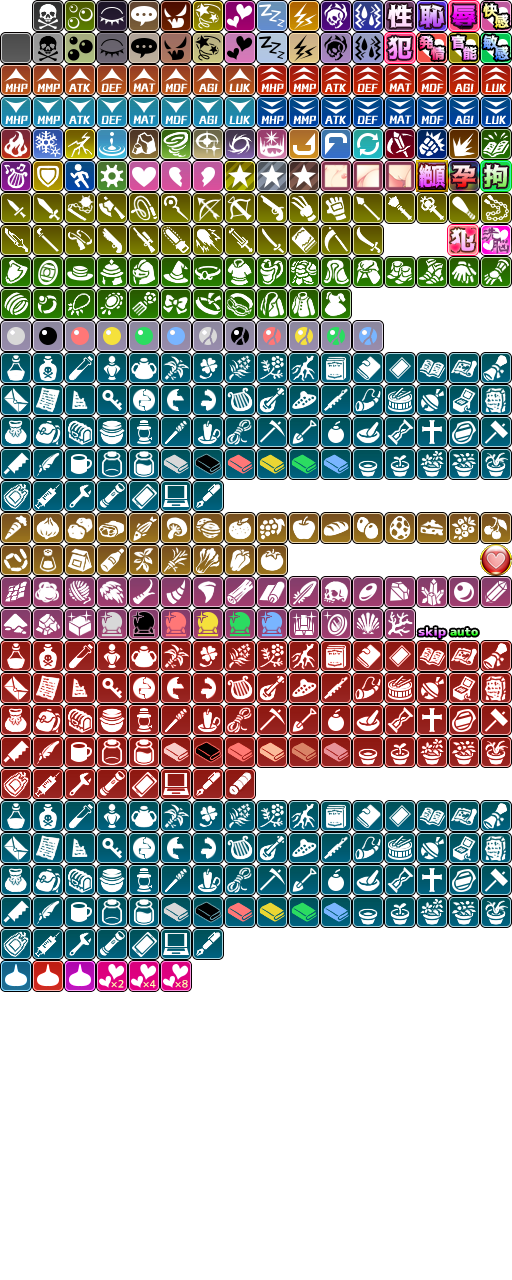 性 恥 辱 快感
犯 発情 官能 敏感
MHP MMP ATK DEF MAT MDF AGI LUK MHP MMP ATK DEF MAT MDF AGI LUK
MHP MMP ATK DEF MAT MDF AGI LUK MHP MMP ATK DEF MAT MDF AGI LUK
絶頂 孕 拘
犯
skip auto
×2 ×4 ×8